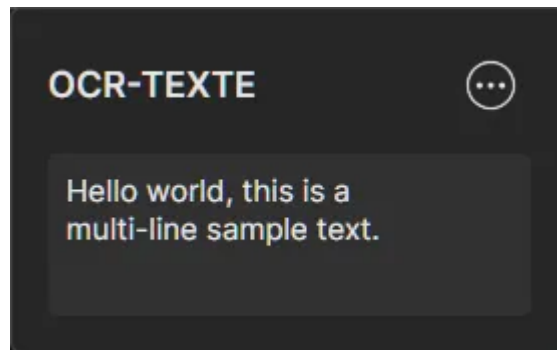 OCR-TEXTE
Hello world, this is a
multi-line sample text.